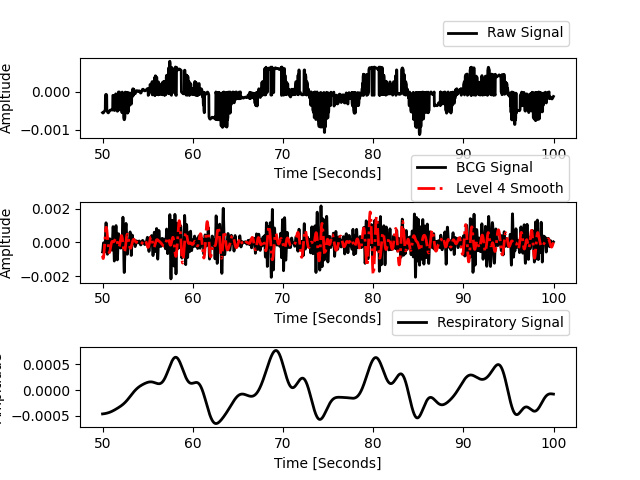 Raw Signal
Ampltiude
0.000
−0.001
50 60 70 80 90 100
Time [Seconds]
BCG Signal
Level 4 Smooth
Ampltiude
0.002
0.000
−0.002
50 60 70 80 90 100
Time [Seconds]
Respiratory Signal
0.0005
0.0000
−0.0005
50 60 70 80 90 100
Time [Seconds]